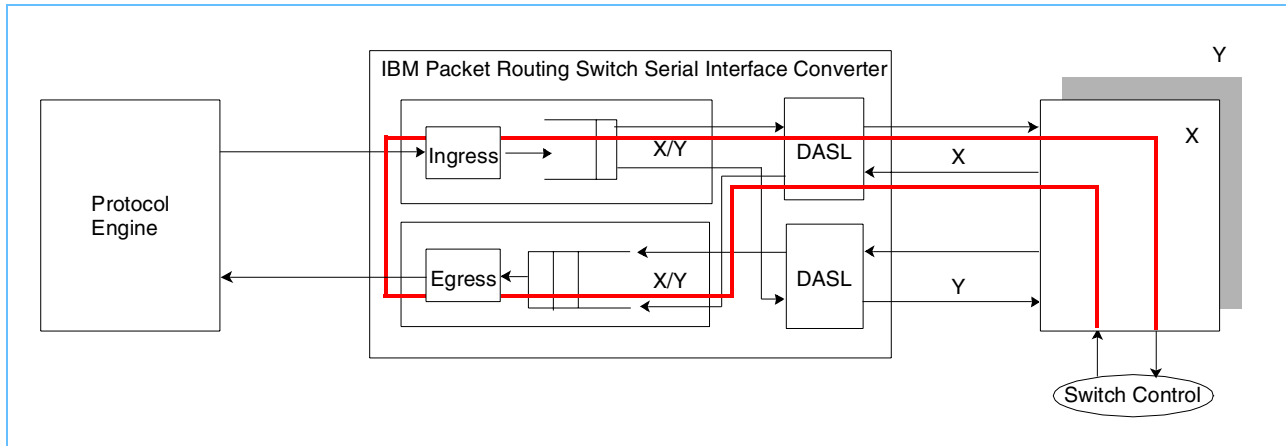 Y
IBM Packet Routing Switch Serial Interface Converter
X
Ingress
X/Y
DASL
X
Protocol
Engine
Egress
X/Y
DASL
Y
Switch Control